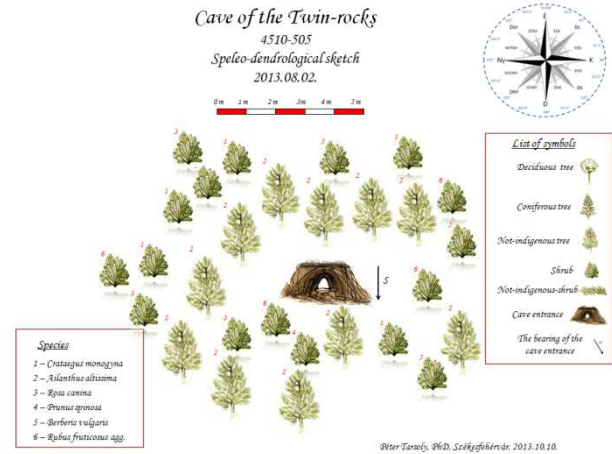 Cave of the Twin-rocks
4510-505
Speleo-dendrological sketch
2013.08.02.
0 m 1 m 2 m 3 m 4 m 5 m
É
Ny
K
D
List of symbols
Deciduous tree
Coniferous tree
Not-indigenous tree
Shrub
Not-indigenous-shrub
Cave entrance
The bearing of the
cave entrance
S
Species
1 – Crataegus monogyna
2 – Ailanthus altissima
3 – Rosa canina
4 – Prunus spinosa
5 – Berberis vulgaris
6 – Rubus fruticosus agg.
Péter Tarsoly, PhD, Székesfehérvár, 2013.10.10.